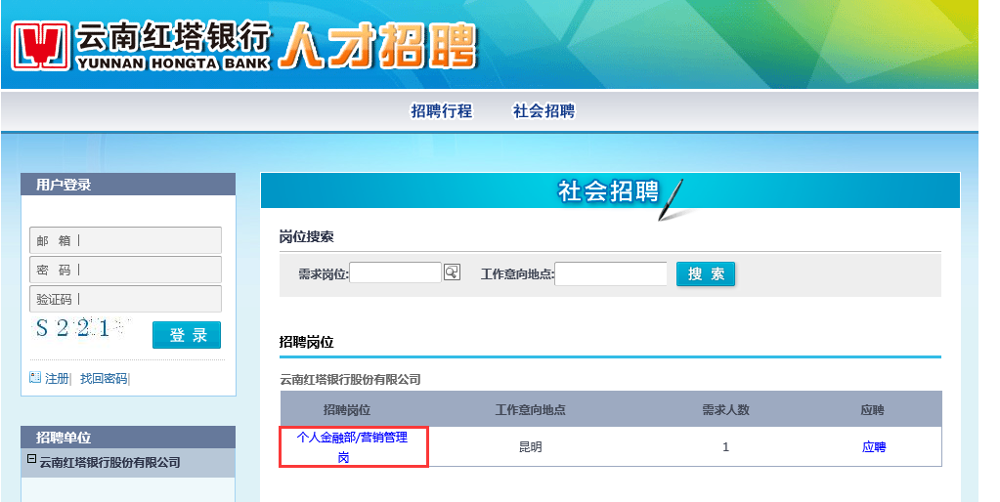 云南红塔银行
YUNNAN HONGTA BANK
人才招聘
招聘行程 社会招聘
用户登录
邮 箱
密 码
验证码
S221
登 录
注册| 找回密码|
招聘单位
云南红塔银行股份有限公司
社会招聘
岗位搜索
需求岗位: 工作意向地点: 搜 索
招聘岗位
云南红塔银行股份有限公司
招聘岗位 工作意向地点 需求人数 应聘
个人金融部/营销管理
岗
昆明 1 应聘